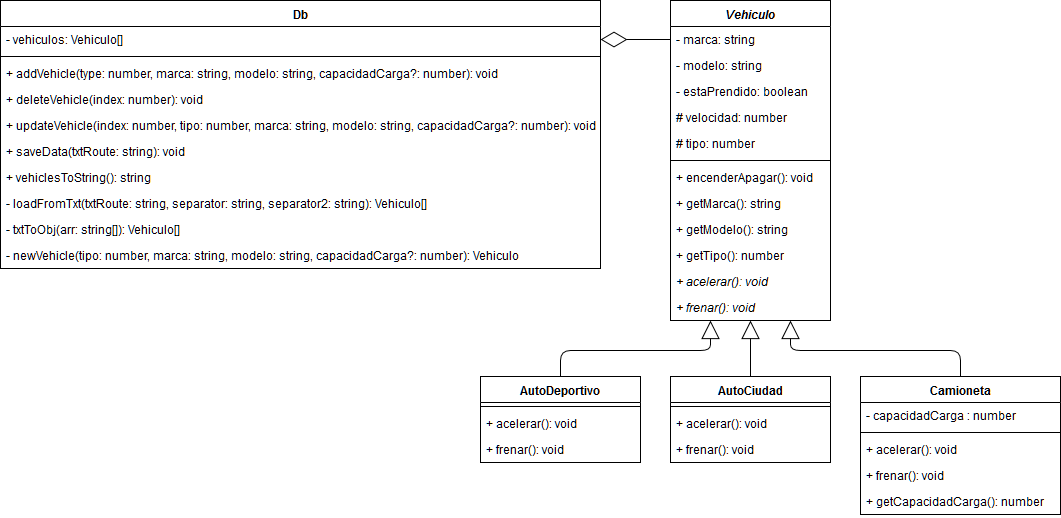 Db
- vehiculos: Vehiculo[]
+ addVehicle(type: number, marca: string, modelo: string, capacidadCarga?: number): void
+ deleteVehicle(index: number): void
+ updateVehicle(index: number, tipo: number, marca: string, modelo: string, capacidadCarga?: number): void
+ saveData(txtRoute: string): void
+ vehiclesToString(): string
- loadFromTxt(txtRoute: string, separator: string, separator2: string): Vehiculo[]
- txtToObj(arr: string[]): Vehiculo[]
- newVehicle(tipo: number, marca: string, modelo: string, capacidadCarga?: number): Vehiculo
Vehiculo
- marca: string
- modelo: string
- estaPrendido: boolean
# velocidad: number
# tipo: number
+ encenderApagar(): void
+ getMarca(): string
+ getModelo(): string
+ getTipo(): number
+ acelerar(): void
+ frenar(): void
AutoDeportivo
+ acelerar(): void
+ frenar(): void
AutoCiudad
+ acelerar(): void
+ frenar(): void
Camioneta
- capacidadCarga : number
+ acelerar(): void
+ frenar(): void
+ getCapacidadCarga(): number